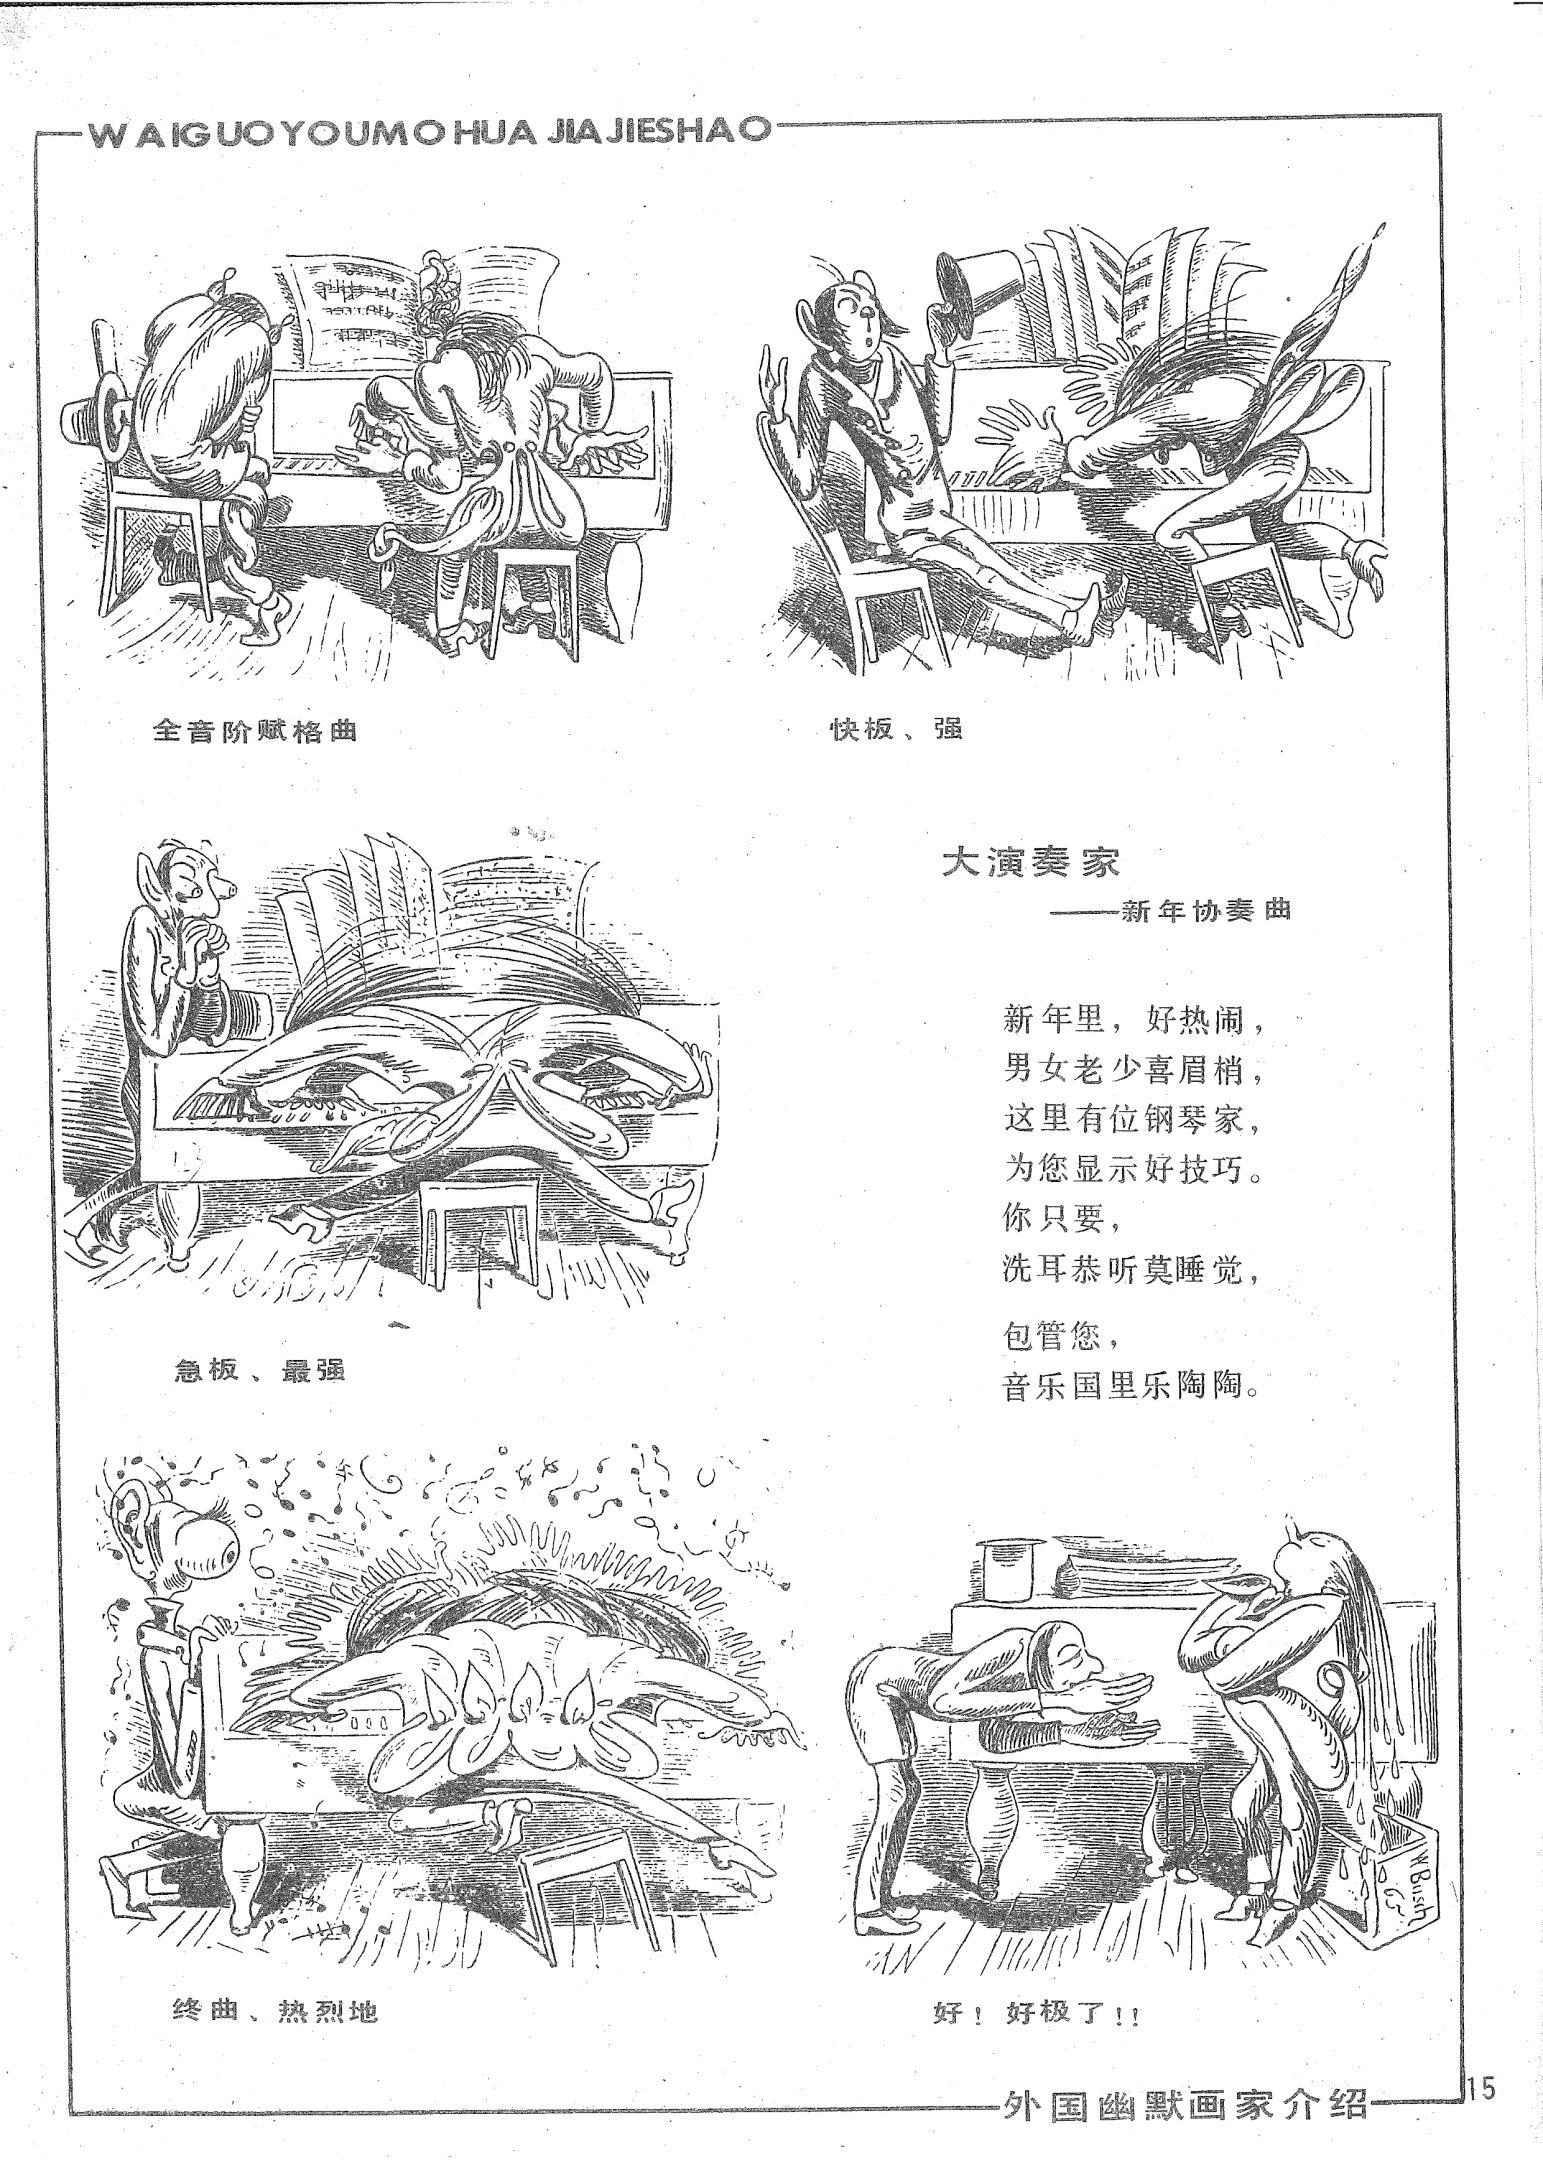 WAIGUOYOUMOHUAJIAJIESHAO
全音阶赋格曲
快板、强
急板、最强
大演奏家
——新年协奏曲
新年里，好热闹，
男女老少喜眉梢，
这里有位钢琴家，
为您显示好技巧。
你只要，
洗耳恭听莫睡觉，
包管您，
音乐国里乐陶陶。
W Busch
终曲、热烈地
好！好极了！！
外国幽默画家介绍
15